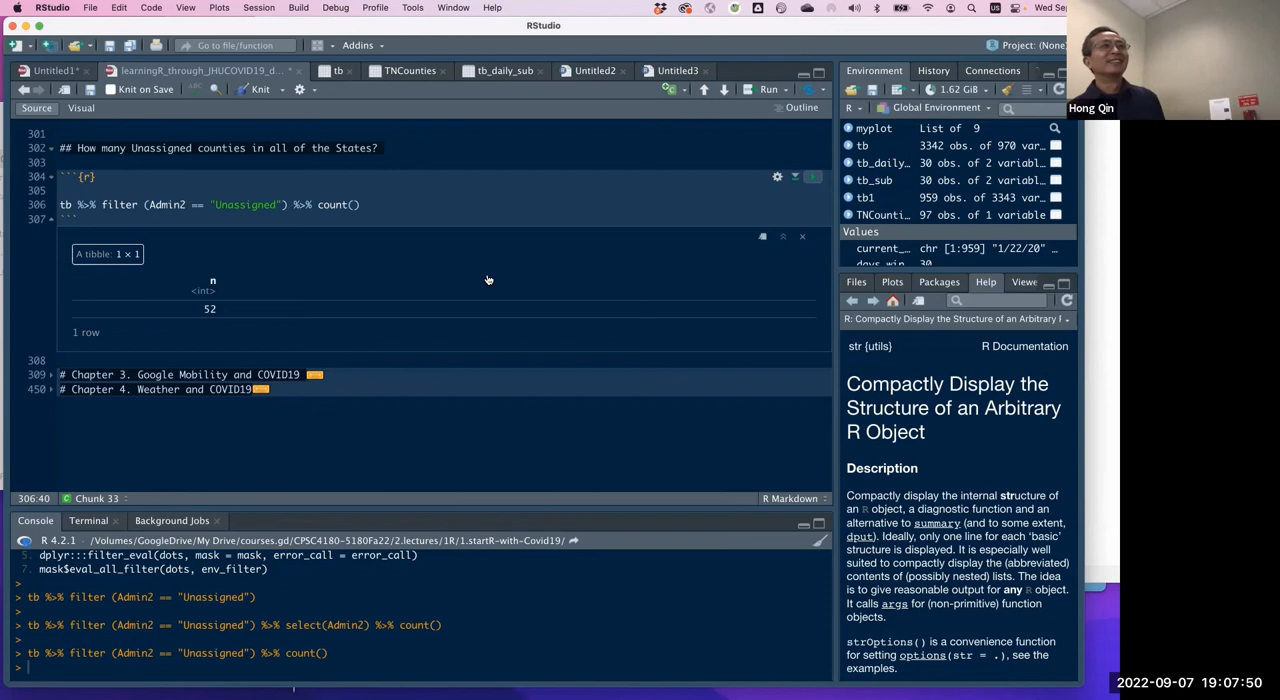 RStudio File Edit Code View Plots Session Build Debug Profile Tools Window Help US Wed Sep
RStudio
Go to file/function Addins Project: (None)
Untitled1* learningR_through_JHUCOVID19_d... tb TNCounties tb_daily_sub Untitled2 Untitled3
Knit on Save ABC Knit Run
Source Visual Outline
301
302 ## How many Unassigned counties in all of the States?
303
304 ```{r}
305
306 tb %>% filter (Admin2 == "Unassigned") %>% count()
307 ```
A tibble: 1 × 1
n
<int>
52
1 row
308
309 # Chapter 3. Google Mobility and COVID19
450 # Chapter 4. Weather and COVID19
306:40 C Chunk 33 R Markdown
Console Terminal Background Jobs
R 4.2.1 · /Volumes/GoogleDrive/My Drive/courses.gd/CPSC4180-5180Fa22/2.lectures/1R/1.startR-with-Covid19/
5. dplyr:::filter_eval(dots, mask = mask, error_call = error_call)
7. mask$eval_all_filter(dots, env_filter)
>
> tb %>% filter (Admin2 == "Unassigned")
>
> tb %>% filter (Admin2 == "Unassigned") %>% select(Admin2) %>% count()
>
> tb %>% filter (Admin2 == "Unassigned") %>% count()
>
Environment History Connections
1.62 GiB
R Global Environment
myplot List of 9
tb 3342 obs. of 970 var...
tb_daily... 30 obs. of 2 variabl...
tb_sub 30 obs. of 2 variabl...
tb1 959 obs. of 3343 var...
TNCounti... 97 obs. of 1 variable
Values
current_... chr [1:959] "1/22/20" ...
days_win 30
Files Plots Packages Help Viewe
R: Compactly Display the Structure of an Arbitrary F
str {utils} R Documentation
Compactly Display the
Structure of an Arbitrary
R Object
Description
Compactly display the internal structure of
an R object, a diagnostic function and an
alternative to summary (and to some extent,
dput). Ideally, only one line for each 'basic'
structure is displayed. It is especially well
suited to compactly display the (abbreviated)
contents of (possibly nested) lists. The idea
is to give reasonable output for any R object.
It calls args for (non-primitive) function
objects.
strOptions() is a convenience function
for setting options(str = .), see the
examples.
Hong Qin
2022-09-07 19:07:50